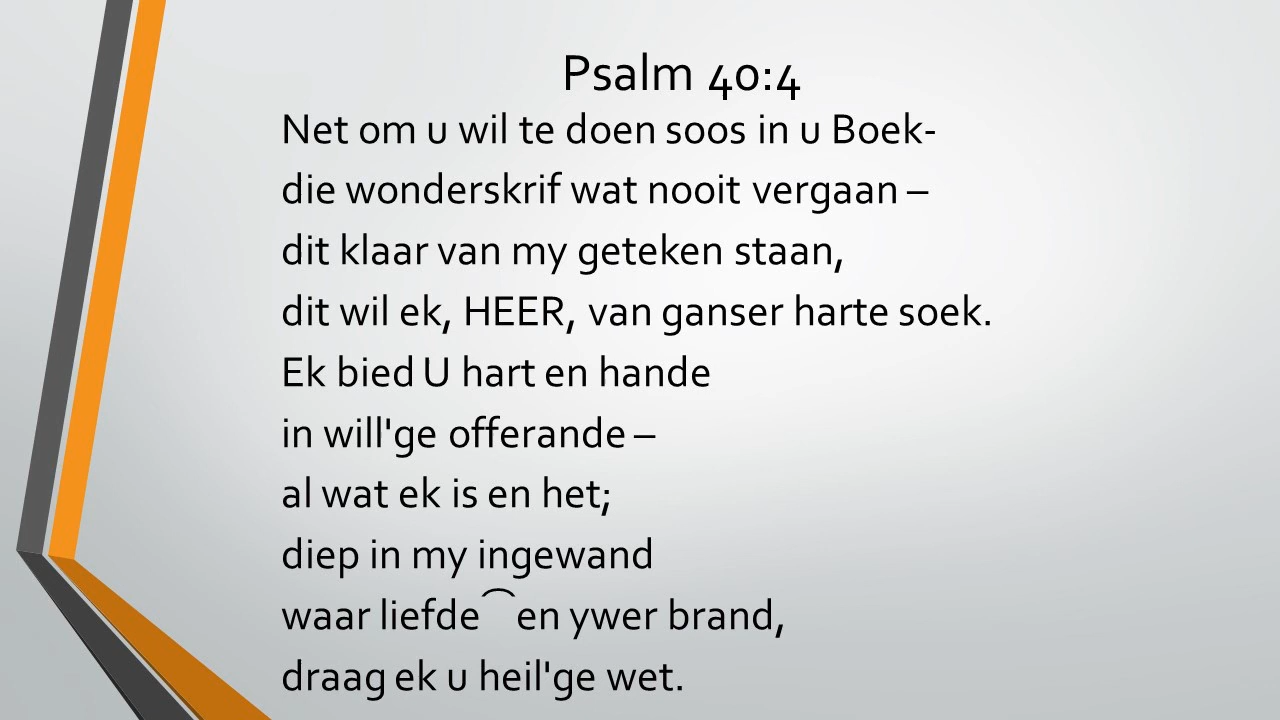 Psalm 40:4
Net om u wil te doen soos in u Boek-
die wonderskrif wat nooit vergaan –
dit klaar van my geteken staan,
dit wil ek, HEER, van ganser harte soek.
Ek bied U hart en hande
in will'ge offerande –
al wat ek is en het;
diep in my ingewand
waar liefde⁀en ywer brand,
draag ek u heil'ge wet.